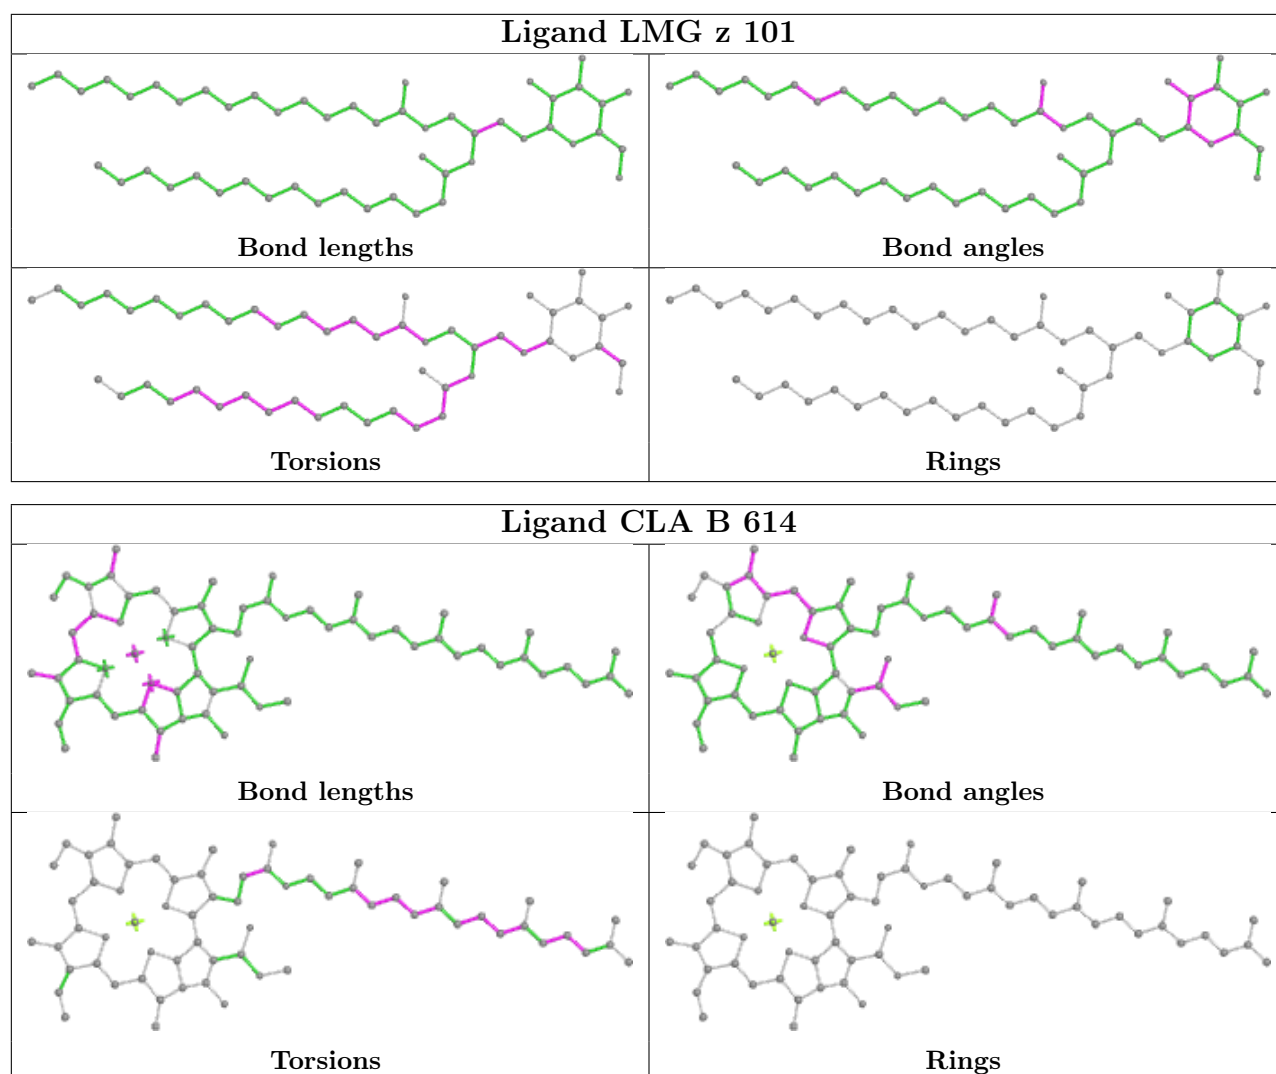 Ligand LMG z 101
Bond lengths
Bond angles
Torsions
Rings
Ligand CLA B 614
Bond lengths
Bond angles
Torsions
Rings